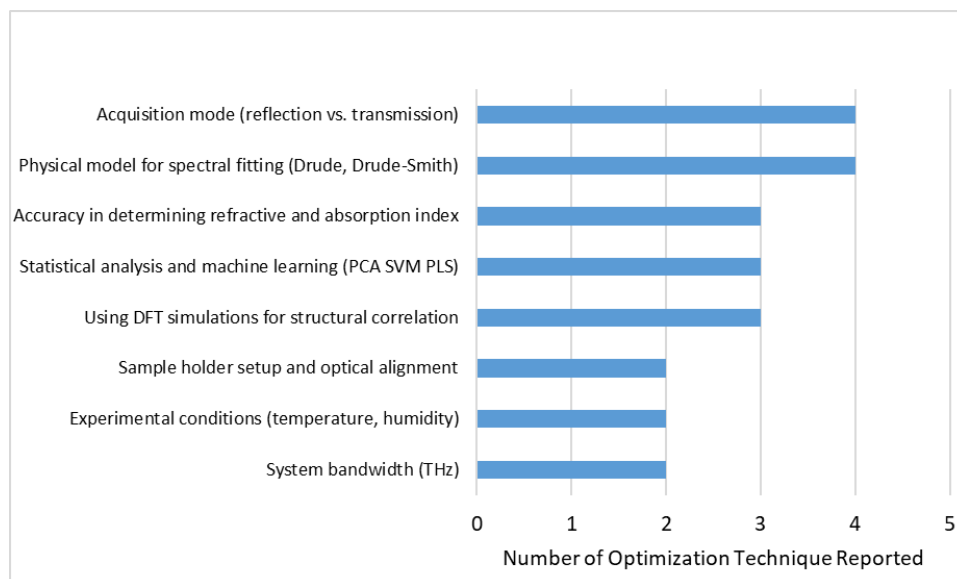 Acquisition mode (reflection vs. transmission)
Physical model for spectral fitting (Drude, Drude-Smith)
Accuracy in determining refractive and absorption index
Statistical analysis and machine learning (PCA SVM PLS)
Using DFT simulations for structural correlation
Sample holder setup and optical alignment
Experimental conditions (temperature, humidity)
System bandwidth (THz)
0 1 2 3 4 5
Number of Optimization Technique Reported